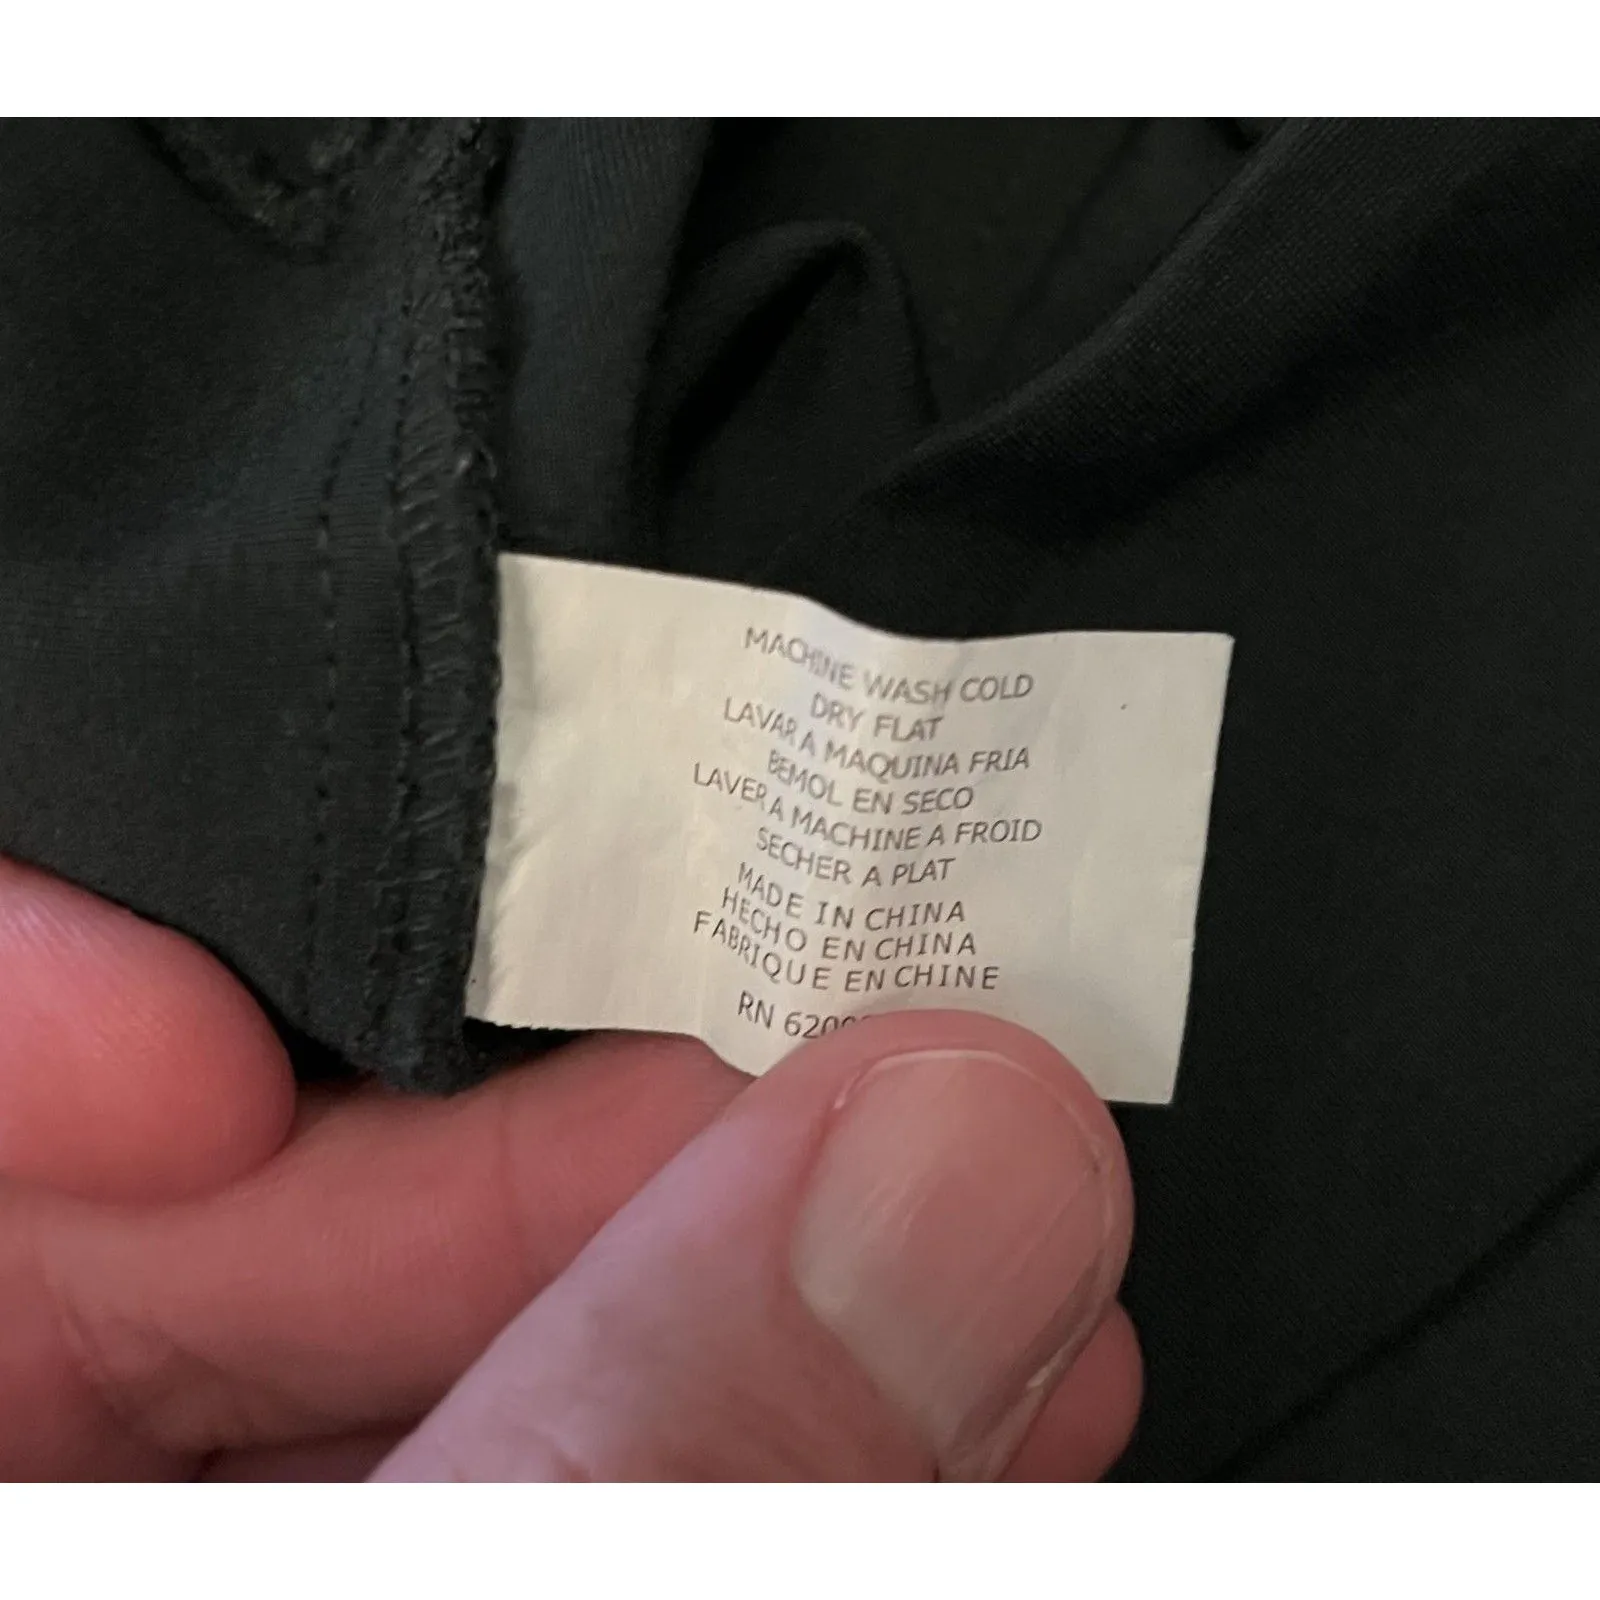 MACHINE WASH COLD
DRY FLAT
LAVAR A MAQUINA FRIA
BEMOL EN SECO
LAVER A MACHINE A FROID
SECHER A PLAT
MADE IN CHINA
HECHO EN CHINA
FABRIQUE EN CHINE
RN